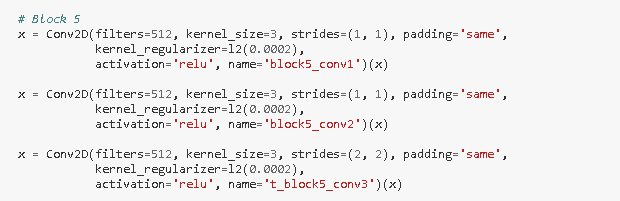 # Block 5
x = Conv2D(filters=512, kernel_size=3, strides=(1, 1), padding='same',
           kernel_regularizer=l2(0.0002),
           activation='relu', name='block5_conv1')(x)

x = Conv2D(filters=512, kernel_size=3, strides=(1, 1), padding='same',
           kernel_regularizer=l2(0.0002),
           activation='relu', name='block5_conv2')(x)

x = Conv2D(filters=512, kernel_size=3, strides=(2, 2), padding='same',
           kernel_regularizer=l2(0.0002),
           activation='relu', name='t_block5_conv3')(x)